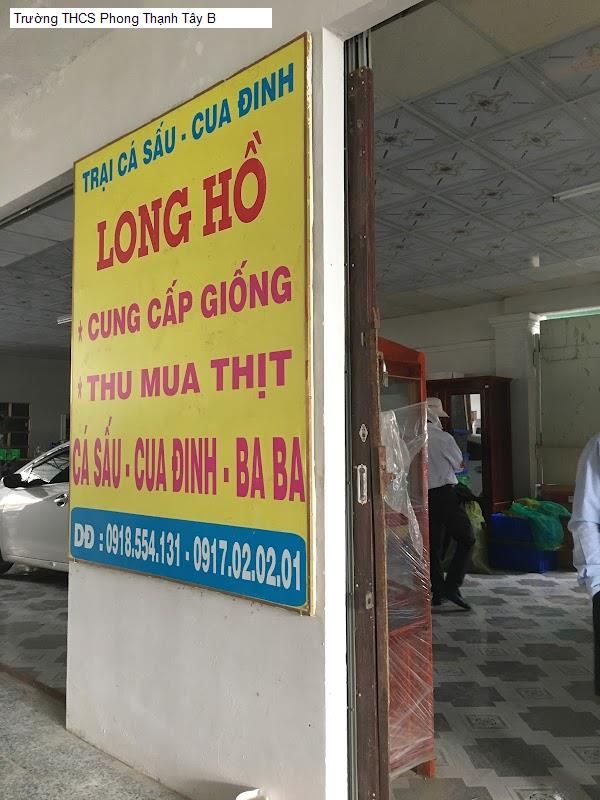 Trường THCS Phong Thạnh Tây B
TRẠI CÁ SẤU - CUA ĐINH
LONG HỒ
* CUNG CẤP GIỐNG
* THU MUA THỊT
CÁ SẤU - CUA ĐINH - BA BA
DĐ : 0918.554.131 - 0917.02.02.01